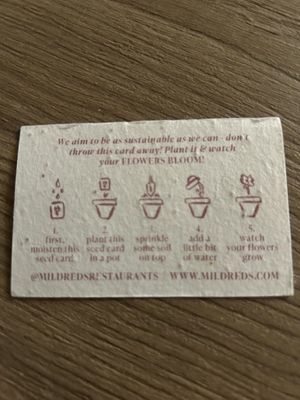 We aim to be as sustainable as we can - don't
throw this card away! Plant it & watch
your FLOWERS BLOOM!
1. 2. 3. 4. 5.
first, plant this sprinkle add a watch
moisten this seed card some soil little bit your flowers
seed card in a pot on top of water grow
@MILDREDSRESTAURANTS WWW.MILDREDS.COM